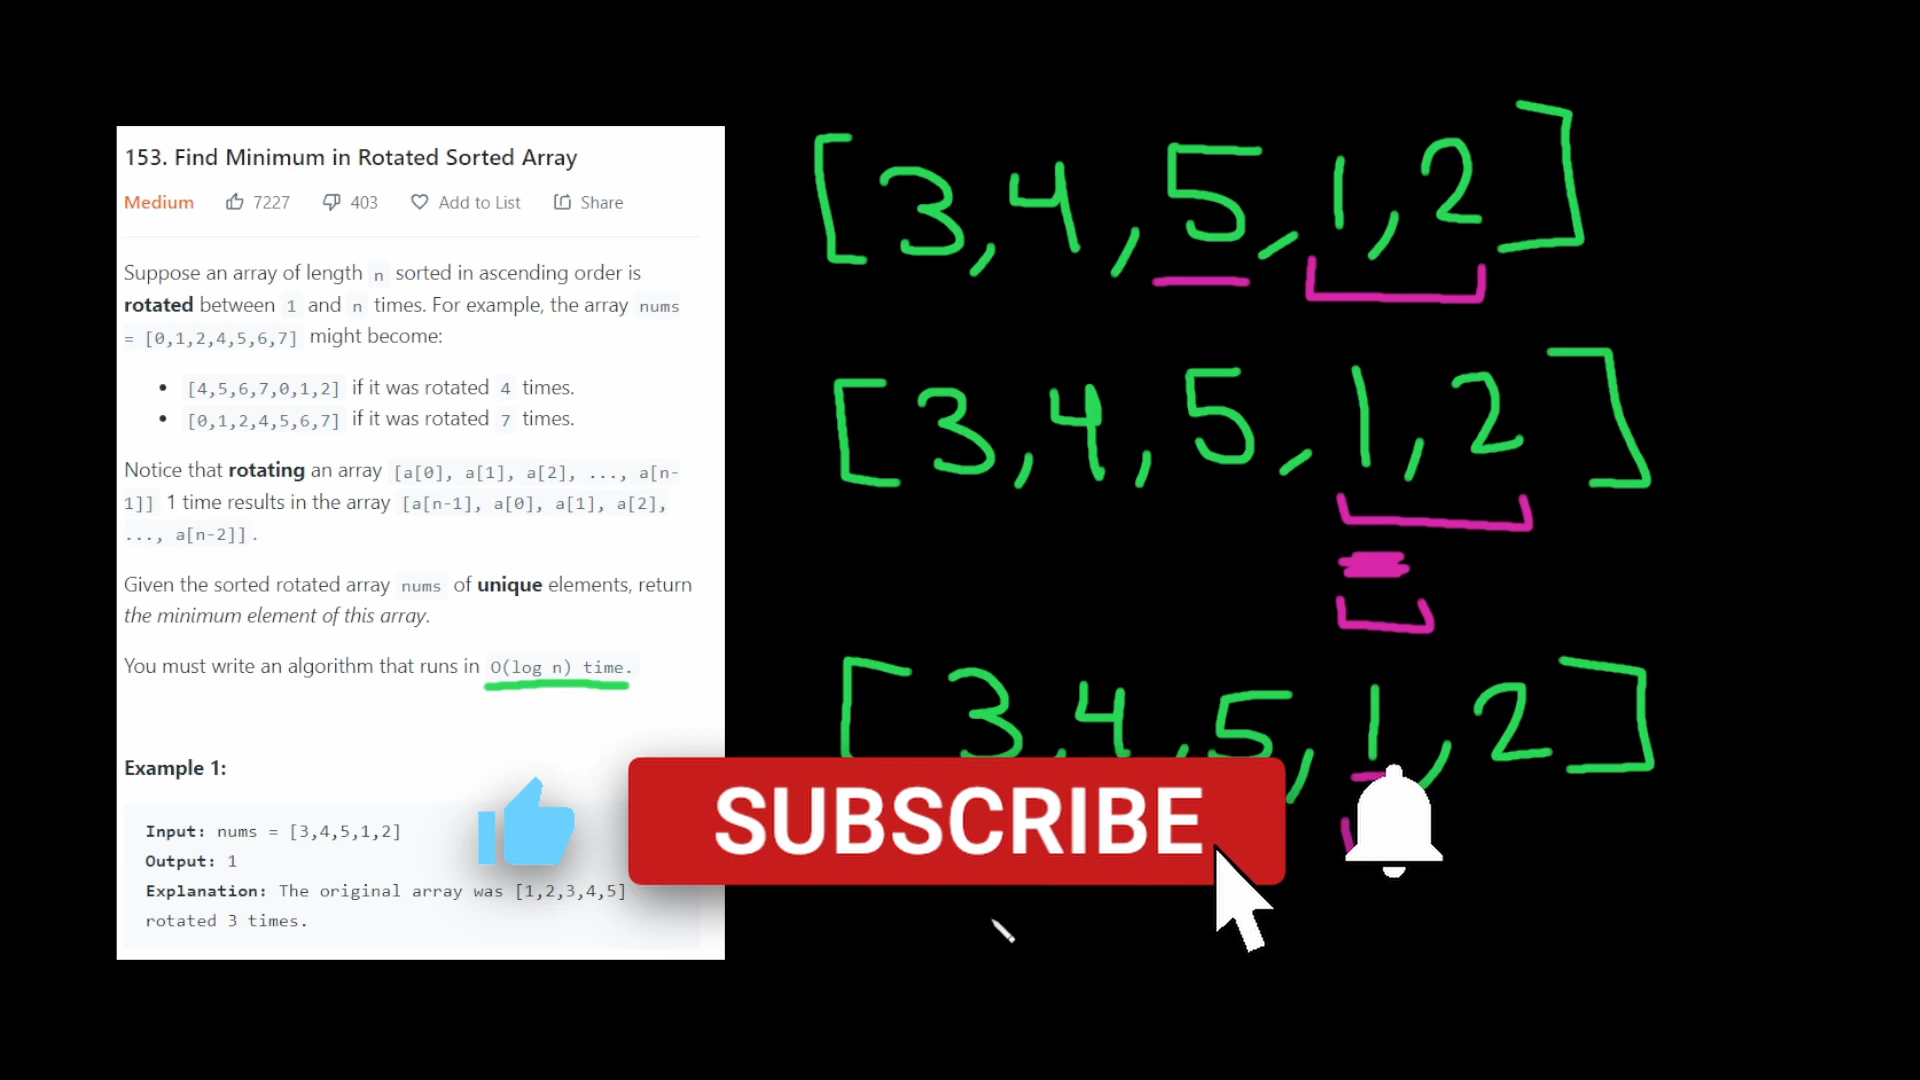 153. Find Minimum in Rotated Sorted Array
Medium 7227 403 Add to List Share
Suppose an array of length n sorted in ascending order is
rotated between 1 and n times. For example, the array nums
= [0,1,2,4,5,6,7] might become:
• [4,5,6,7,0,1,2] if it was rotated 4 times.
• [0,1,2,4,5,6,7] if it was rotated 7 times.
Notice that rotating an array [a[0], a[1], a[2], ..., a[n-
1]] 1 time results in the array [a[n-1], a[0], a[1], a[2],
..., a[n-2]].
Given the sorted rotated array nums of unique elements, return
the minimum element of this array.
You must write an algorithm that runs in O(log n) time.
Example 1:
Input: nums = [3,4,5,1,2]
Output: 1
Explanation: The original array was [1,2,3,4,5]
rotated 3 times.
[3,4,5,1,2]
[3,4,5,1,2]
[3,4,5,1,2]
SUBSCRIBE